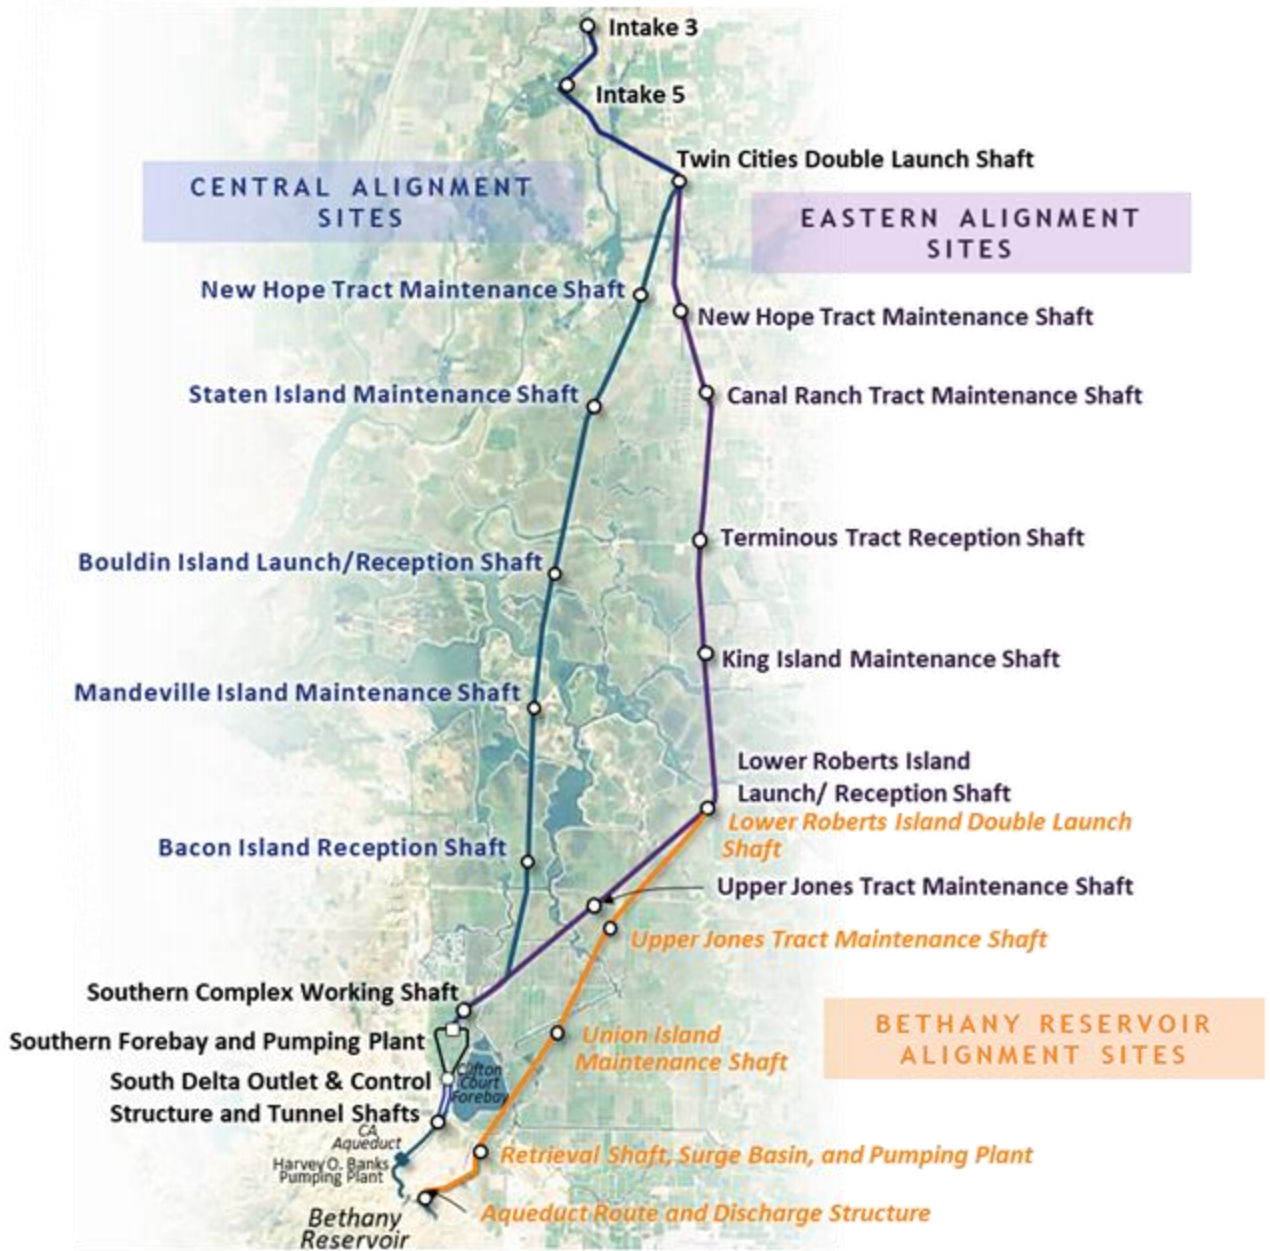 Intake 3
Intake 5
Twin Cities Double Launch Shaft
CENTRAL ALIGNMENT
SITES
EASTERN ALIGNMENT
SITES
New Hope Tract Maintenance Shaft
New Hope Tract Maintenance Shaft
Staten Island Maintenance Shaft
Canal Ranch Tract Maintenance Shaft
Terminous Tract Reception Shaft
Bouldin Island Launch/Reception Shaft
King Island Maintenance Shaft
Mandeville Island Maintenance Shaft
Lower Roberts Island
Launch/ Reception Shaft
Lower Roberts Island Double Launch
Shaft
Bacon Island Reception Shaft
Upper Jones Tract Maintenance Shaft
Upper Jones Tract Maintenance Shaft
Southern Complex Working Shaft
BETHANY RESERVOIR
ALIGNMENT SITES
Union Island
Maintenance Shaft
Southern Forebay and Pumping Plant
Clifton
Court
Forebay
South Delta Outlet & Control
Structure and Tunnel Shafts
CA
Aqueduct
Harvey O. Banks
Pumping Plant
Retrieval Shaft, Surge Basin, and Pumping Plant
Aqueduct Route and Discharge Structure
Bethany
Reservoir